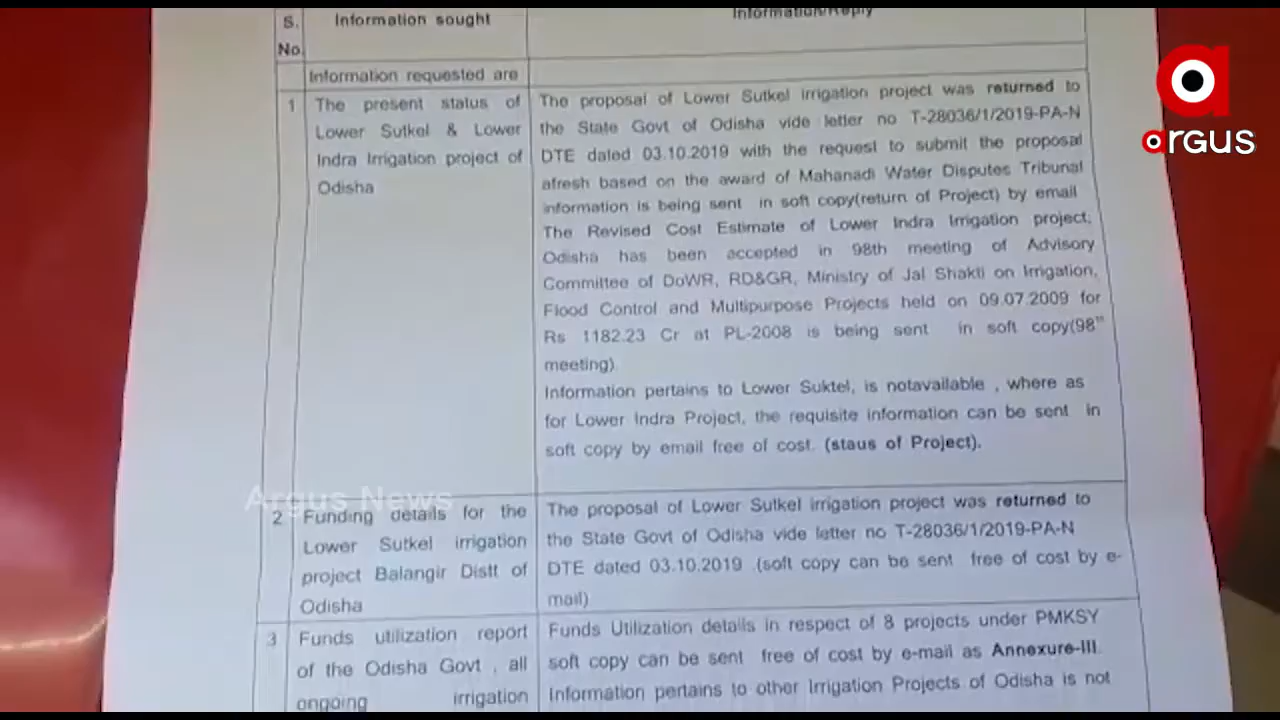 S. No. Information sought Information/Reply
Information requested are
1 The present status of Lower Sutkel & Lower Indra Irrigation project of Odisha
The proposal of Lower Sutkel irrigation project was returned to
the State Govt of Odisha vide letter no T-28036/1/2019-PA-N
DTE dated 03.10.2019 with the request to submit the proposal
afresh based on the award of Mahanadi Water Disputes Tribunal
information is being sent in soft copy(return of Project) by email
The Revised Cost Estimate of Lower Indra Irrigation project,
Odisha has been accepted in 98th meeting of Advisory
Committee of DoWR, RD&GR, Ministry of Jal Shakti on Irrigation,
Flood Control and Multipurpose Projects held on 09.07.2009 for
Rs 1182.23 Cr at PL-2008 is being sent in soft copy(98th
meeting)
Information pertains to Lower Suktel, is notavailable , where as
for Lower Indra Project, the requisite information can be sent in
soft copy by email free of cost. (staus of Project).
2 Funding details for the
Lower Sutkel irrigation
project Balangir Distt of
Odisha
The proposal of Lower Sutkel irrigation project was returned to
the State Govt of Odisha vide letter no T-28036/1/2019-PA-N
DTE dated 03.10.2019 .(soft copy can be sent free of cost by e-
mail)
3 Funds utilization report
of the Odisha Govt , all
ongoing irrigation
Funds Utilization details in respect of 8 projects under PMKSY
soft copy can be sent free of cost by e-mail as Annexure-III.
Information pertains to other Irrigation Projects of Odisha is not
argus
Argus News